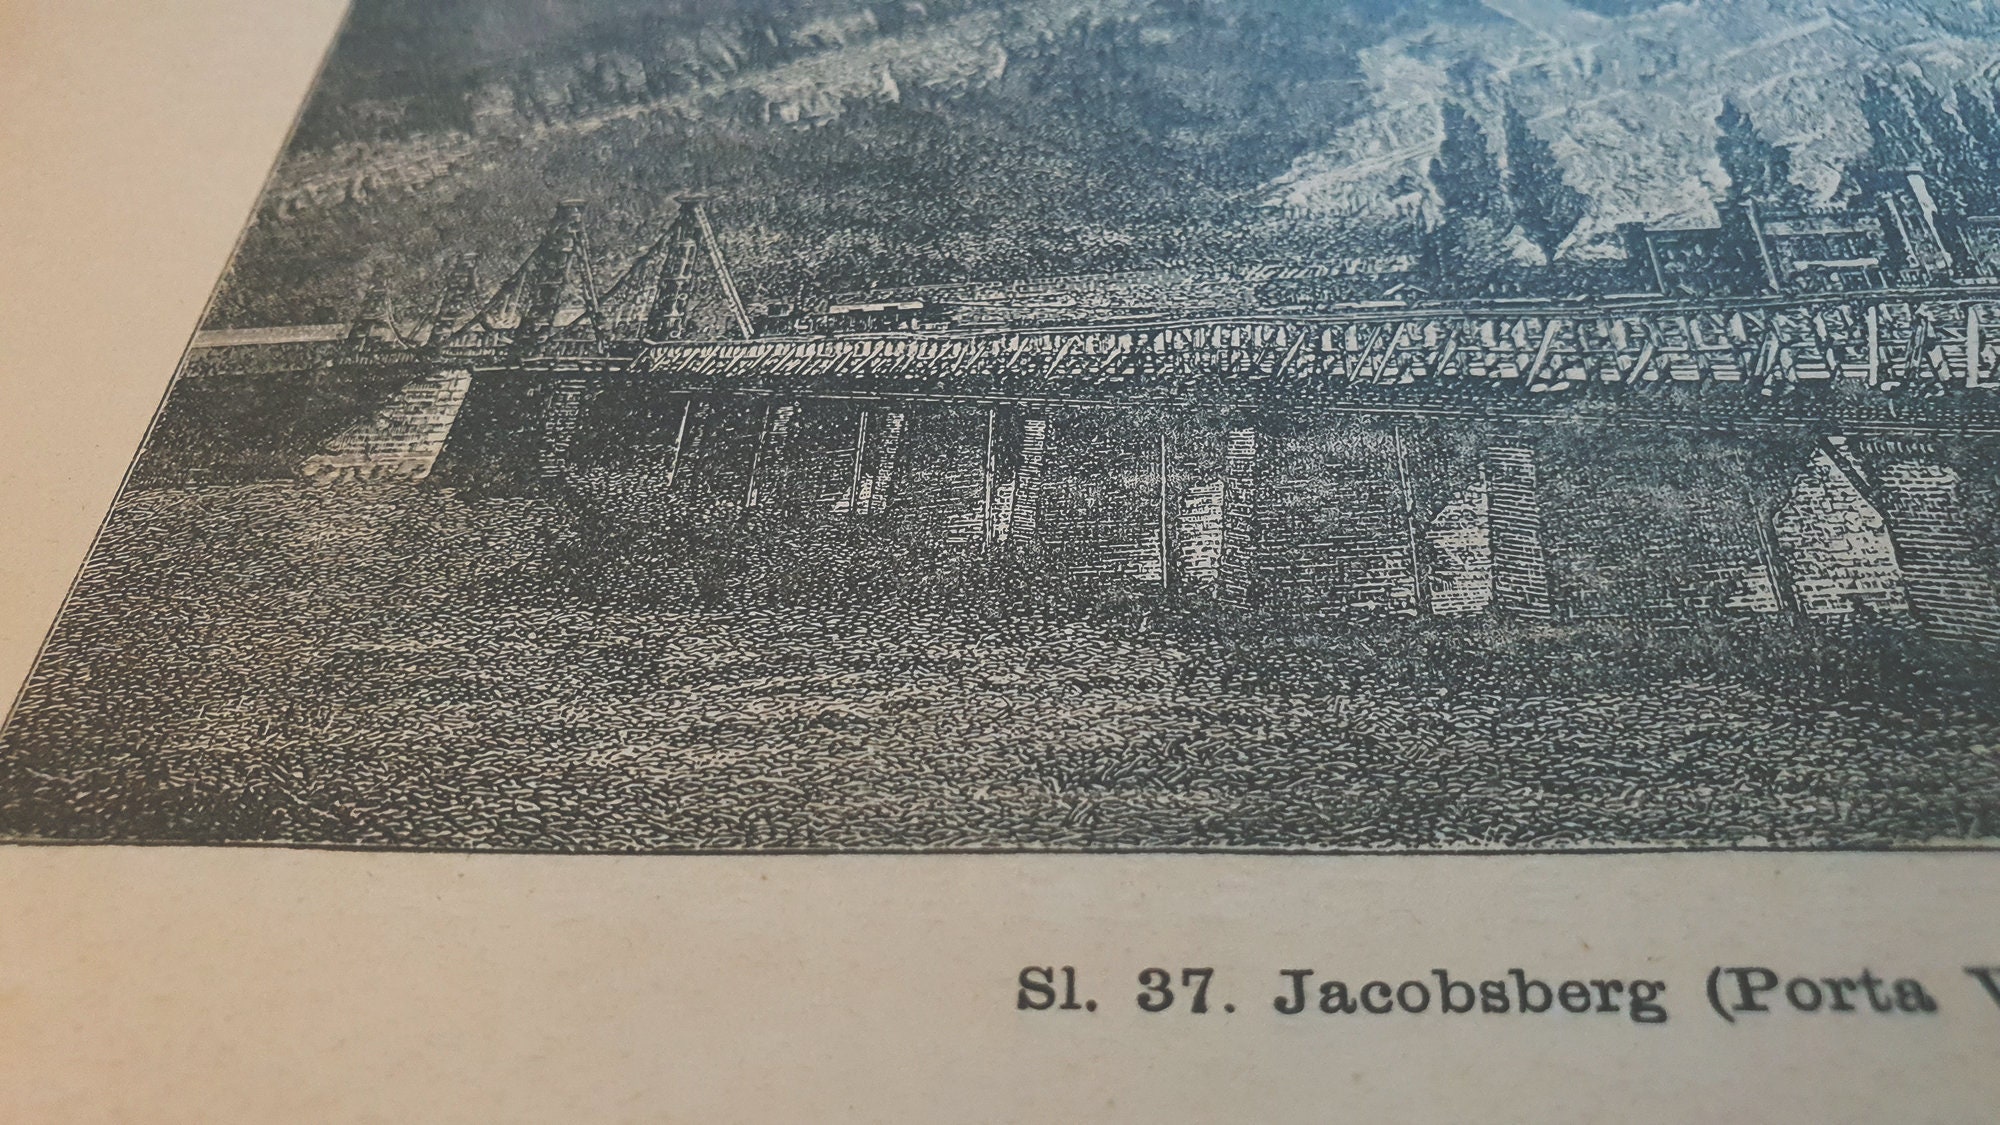 Sl. 37. Jacobsberg (Porta